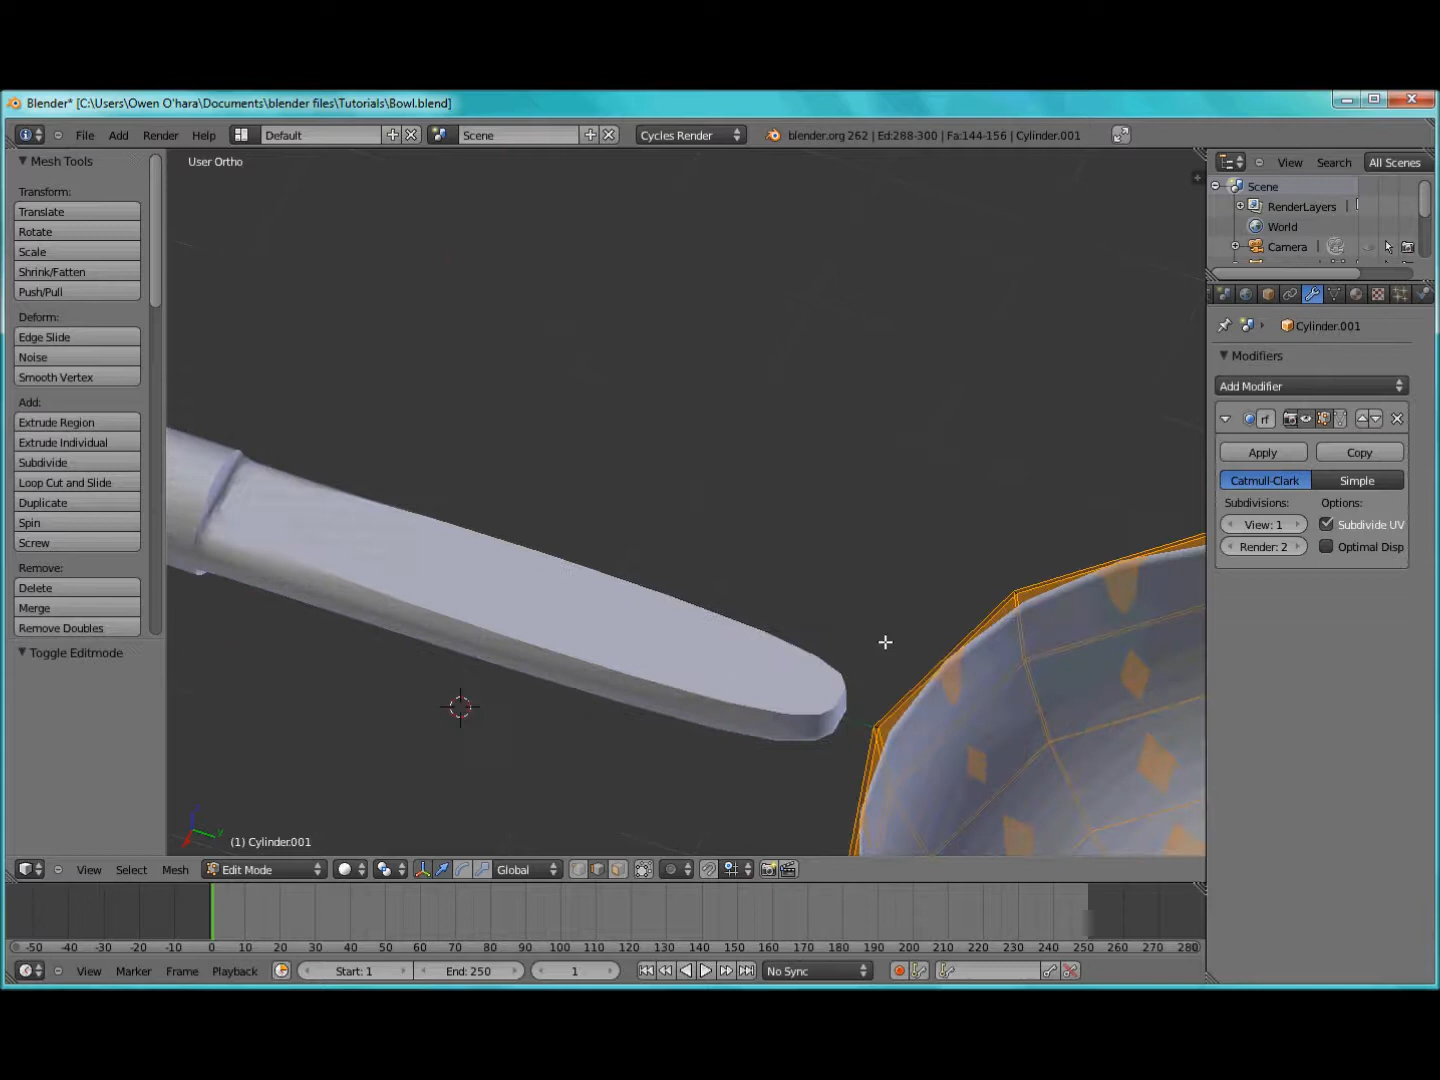 Blender* [C:\Users\Owen O'hara\Documents\blender files\Tutorials\Bowl.blend]
File Add Render Help Default Scene Cycles Render blender.org 262 | Ed:288-300 | Fa:144-156 | Cylinder.001
Mesh Tools
User Ortho
View Search All Scenes
Transform:
Translate
Rotate
Scale
Shrink/Fatten
Push/Pull
Deform:
Edge Slide
Noise
Smooth Vertex
Add:
Extrude Region
Extrude Individual
Subdivide
Loop Cut and Slide
Duplicate
Spin
Screw
Remove:
Delete
Merge
Remove Doubles
Toggle Editmode
Scene
RenderLayers
World
Camera
Cylinder.001
Modifiers
Add Modifier
rf
Apply Copy
Catmull-Clark Simple
Subdivisions: Options:
View: 1 Subdivide UV
Render: 2 Optimal Disp
y
(1) Cylinder.001
View Select Mesh Edit Mode Global
-50 -40 -30 -20 -10 0 10 20 30 40 50 60 70 80 90 100 110 120 130 140 150 160 170 180 190 200 210 220 230 240 250 260 270 280
View Marker Frame Playback Start: 1 End: 250 1 No Sync